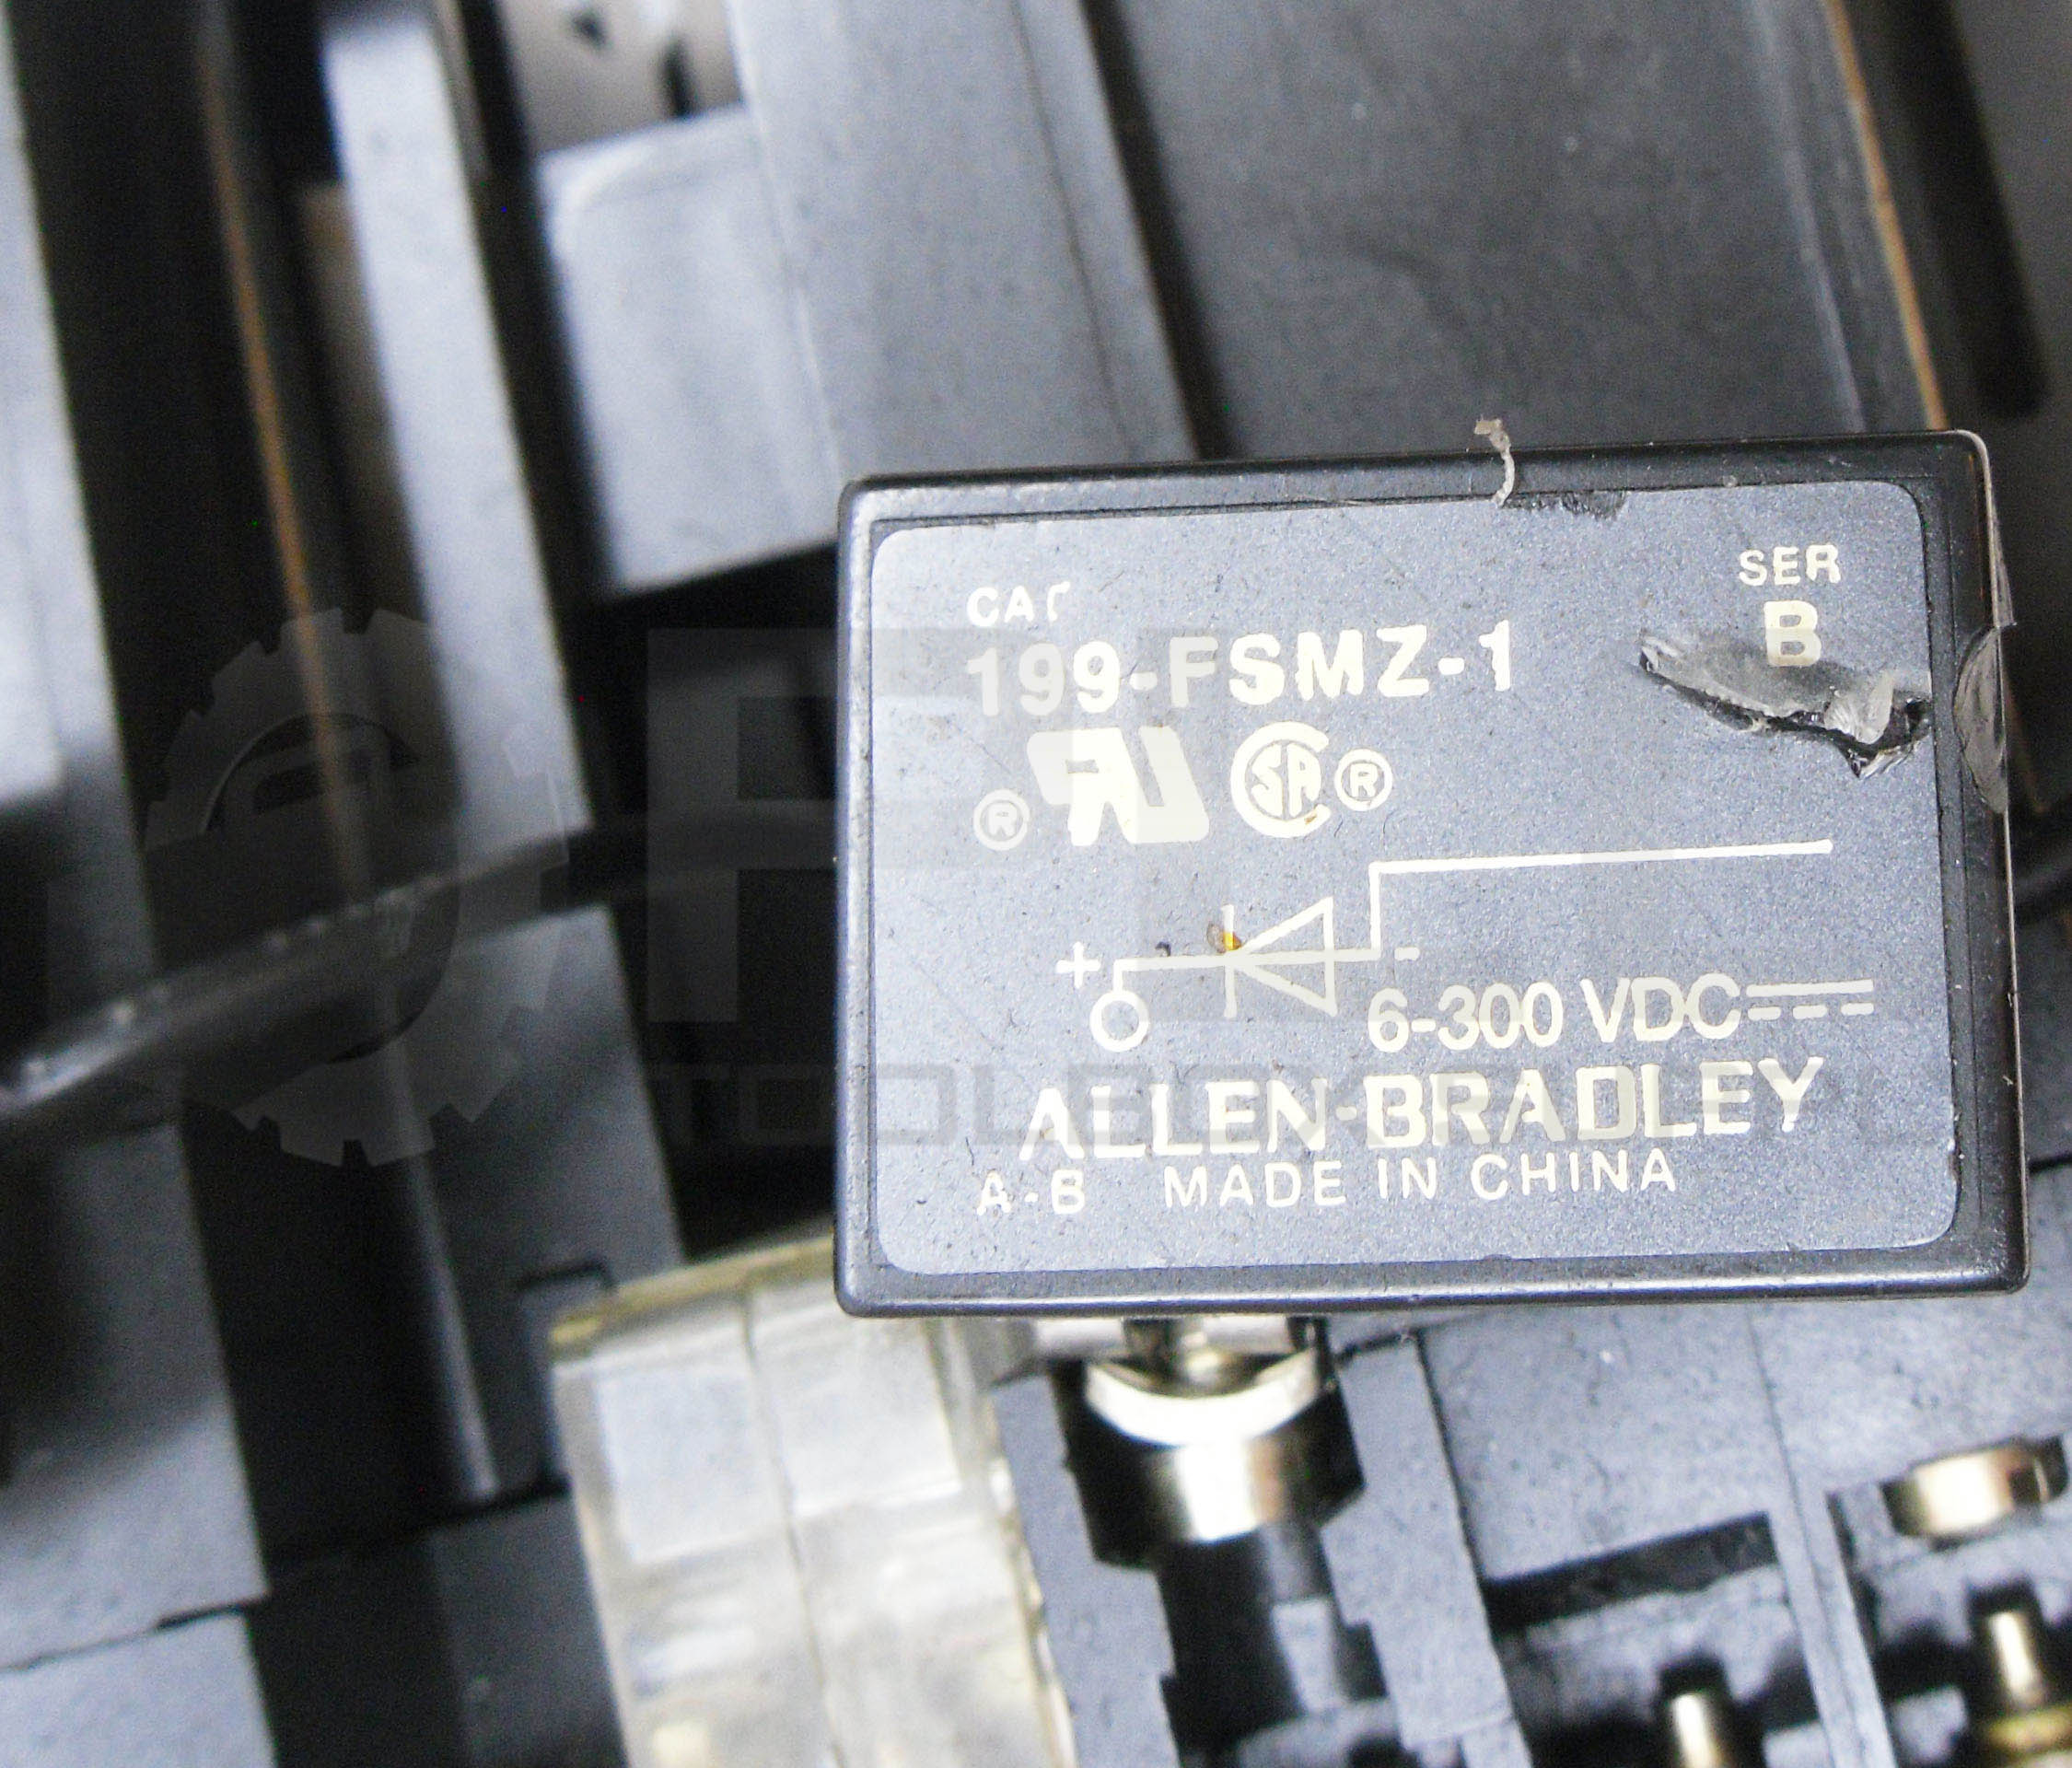 CAT
199-FSMZ-1
SER
B
® ®
+ -
6-300 VDC
ALLEN-BRADLEY
A-B MADE IN CHINA